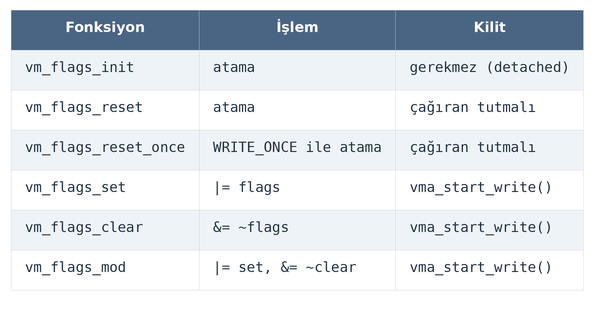 Fonksiyon İşlem Kilit
vm_flags_init atama gerekmez (detached)
vm_flags_reset atama çağıran tutmalı
vm_flags_reset_once WRITE_ONCE ile atama çağıran tutmalı
vm_flags_set |= flags vma_start_write()
vm_flags_clear &= ~flags vma_start_write()
vm_flags_mod |= set, &= ~clear vma_start_write()